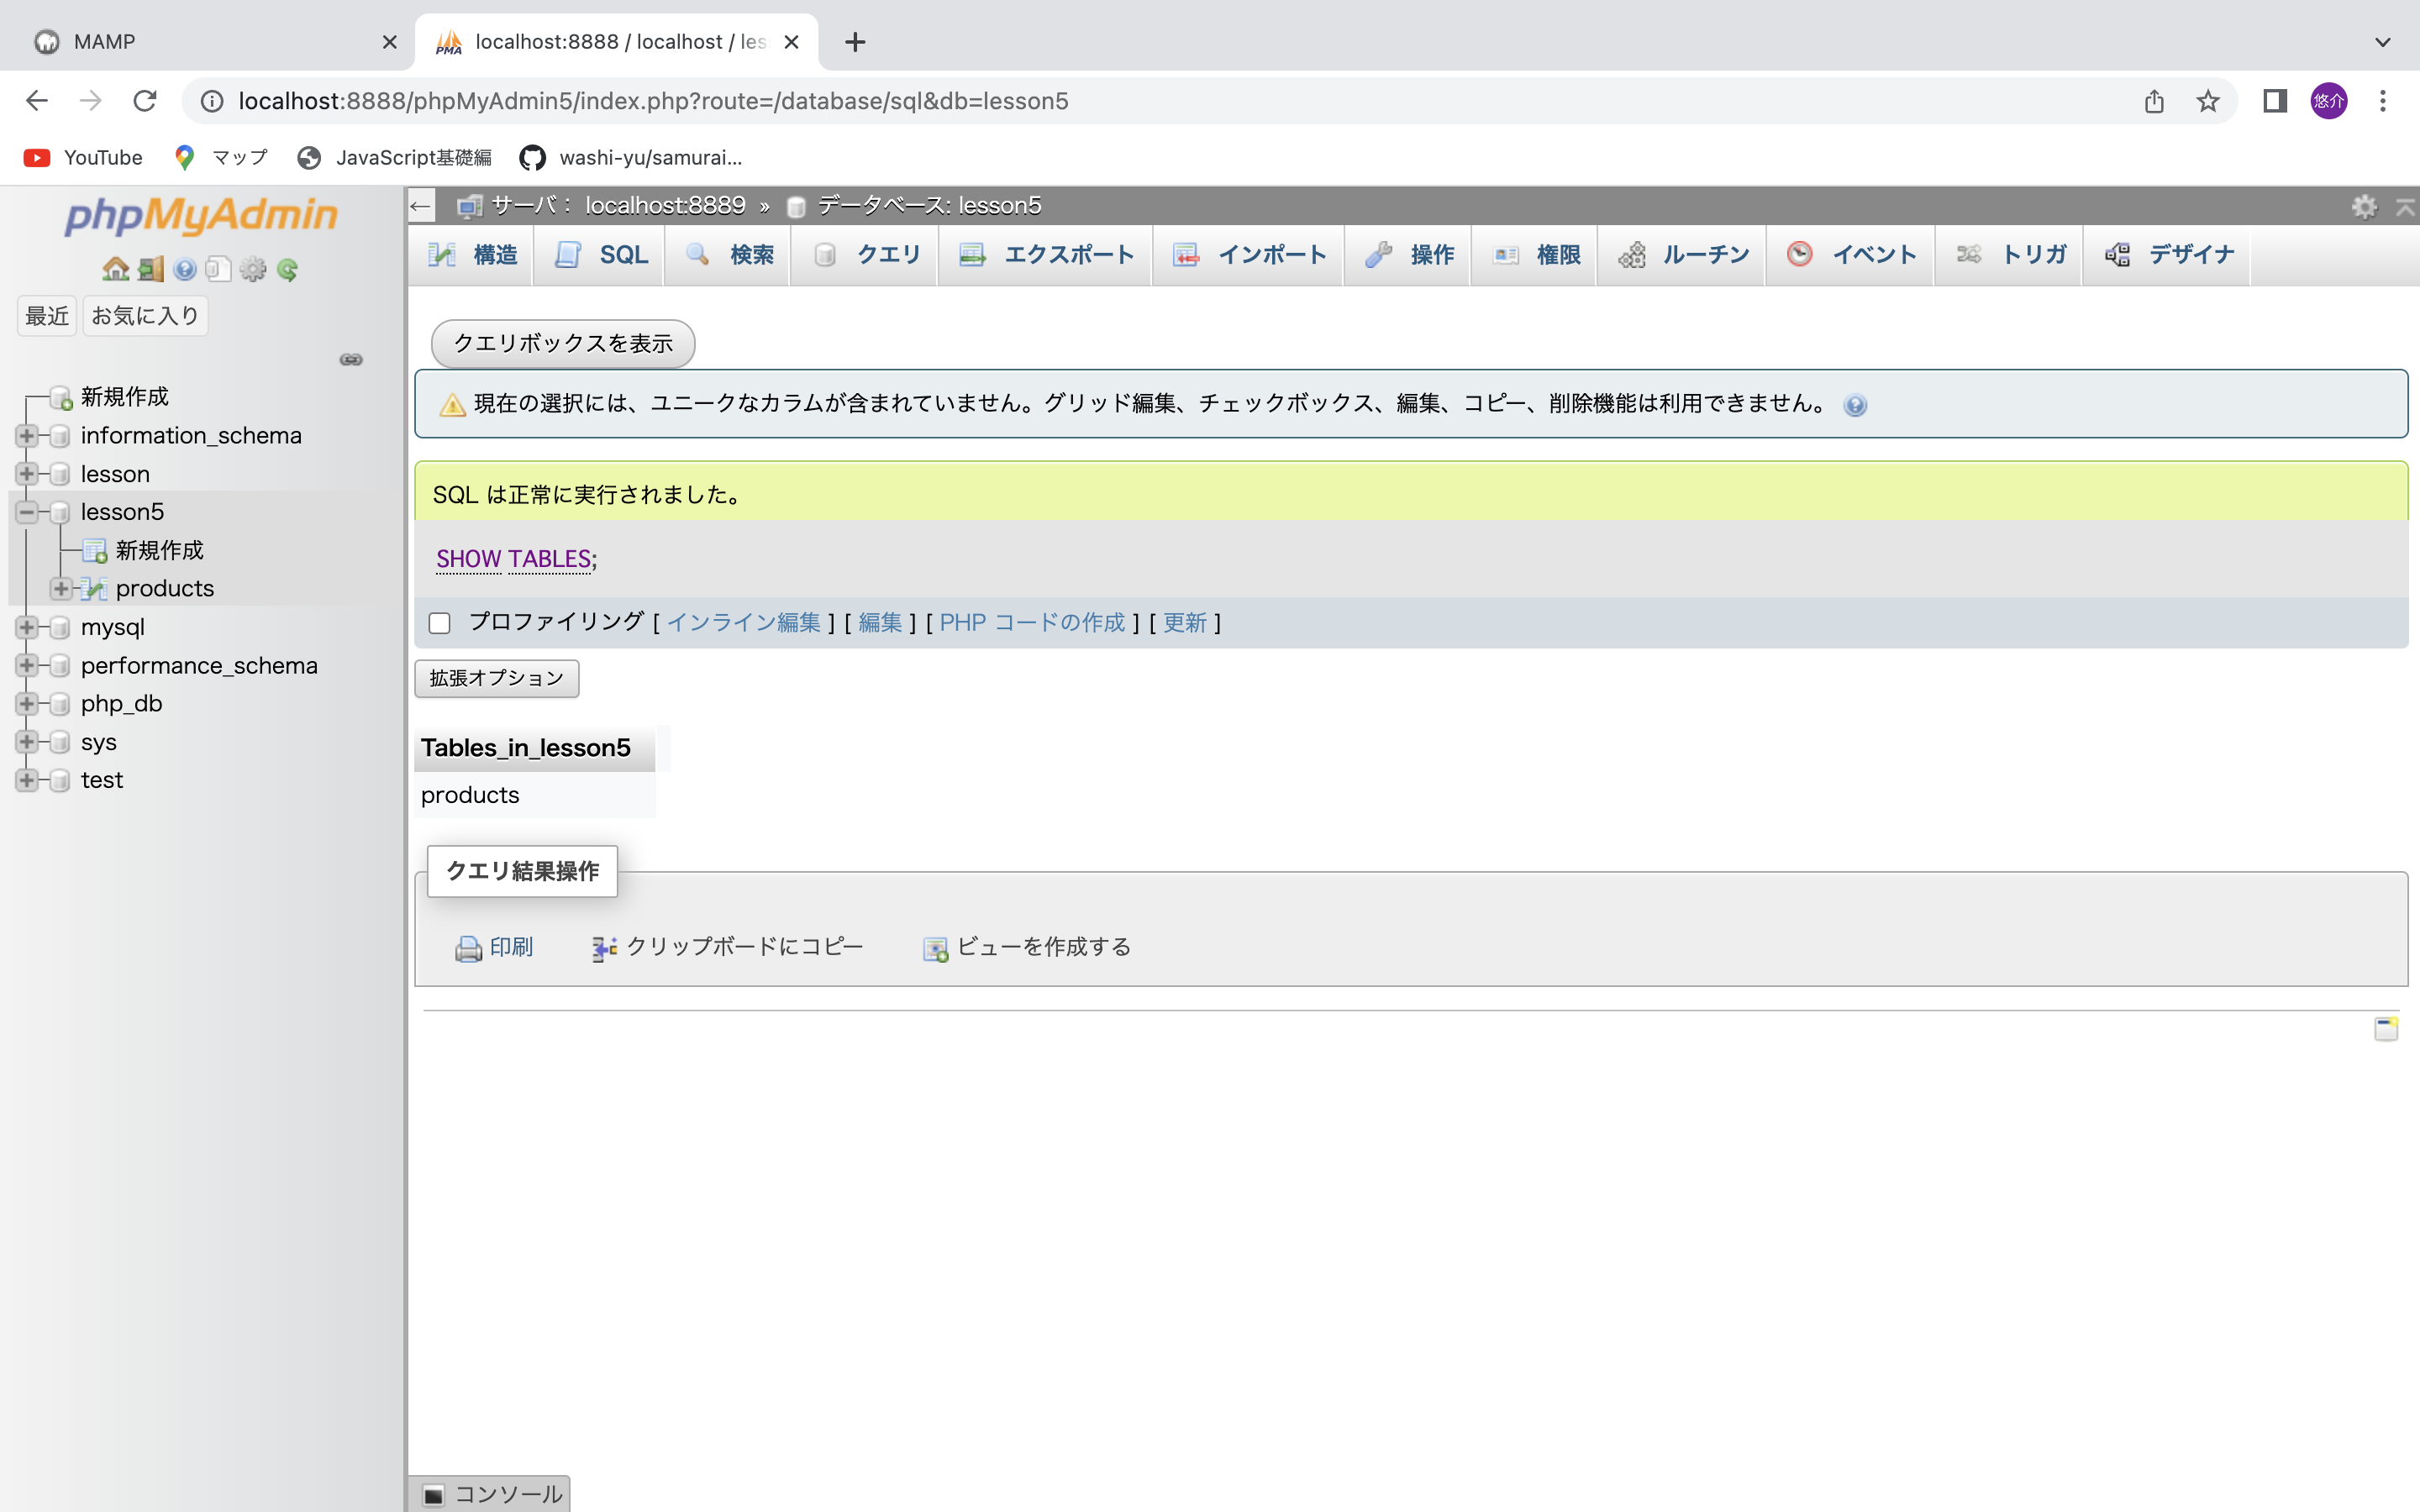 MAMP
localhost:8888 / localhost / les
localhost:8888/phpMyAdmin5/index.php?route=/database/sql&db=lesson5
悠介
YouTube
マップ
JavaScript基礎編
washi-yu/samurai...
phpMyAdmin
最近 お気に入り
新規作成
information_schema
lesson
lesson5
新規作成
products
mysql
performance_schema
php_db
sys
test
← サーバ： localhost:8889 » データベース: lesson5
構造 SQL 検索 クエリ エクスポート インポート 操作 権限 ルーチン イベント トリガ デザイナ
クエリボックスを表示
現在の選択には、ユニークなカラムが含まれていません。グリッド編集、チェックボックス、編集、コピー、削除機能は利用できません。
SQL は正常に実行されました。
SHOW TABLES;
プロファイリング [ インライン編集 ] [ 編集 ] [ PHP コードの作成 ] [ 更新 ]
拡張オプション
Tables_in_lesson5
products
クエリ結果操作
印刷 クリップボードにコピー ビューを作成する
コンソール